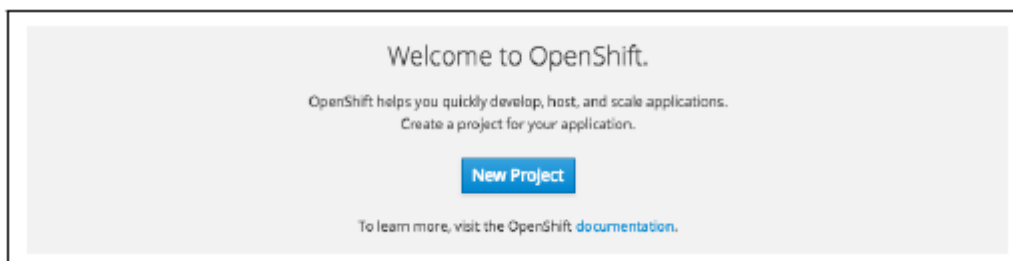 Welcome to OpenShift.
OpenShift helps you quickly develop, host, and scale applications.
Create a project for your application.
New Project
To learn more, visit the OpenShift documentation.